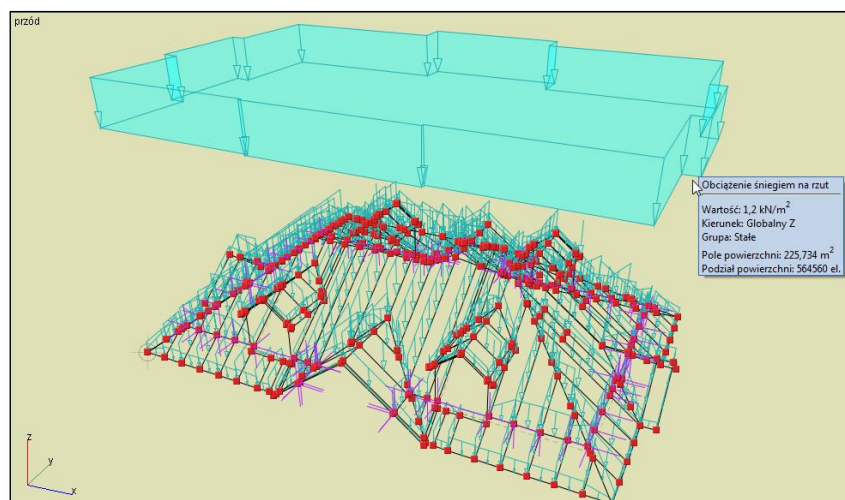 przód
Obciążenie śniegiem na rzut
Wartość: 1,2 kN/m²
Kierunek: Globalny Z
Grupa: Stałe
Pole powierzchni: 225,734 m²
Podział powierzchni: 564560 el.
z
y
x